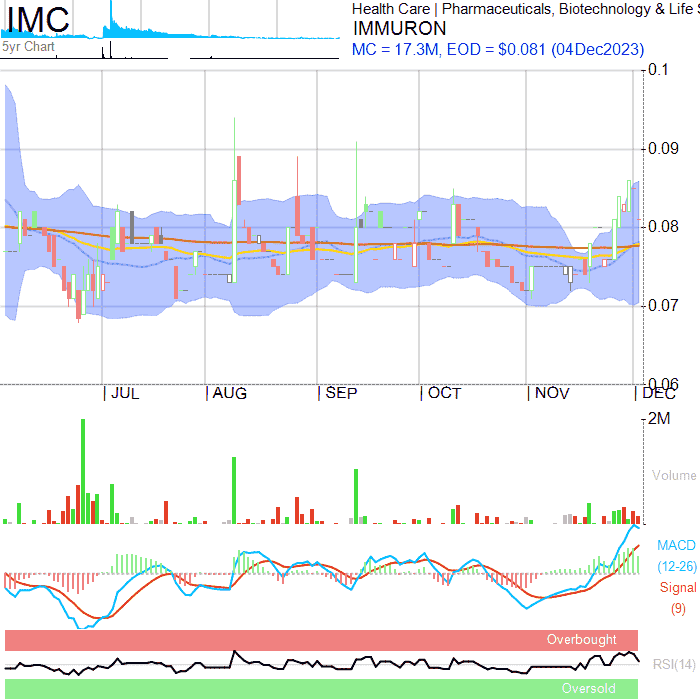 IMC
5yr Chart
Health Care | Pharmaceuticals, Biotechnology & Life S
IMMURON
MC = 17.3M, EOD = $0.081 (04Dec2023)
0.1
0.09
0.08
0.07
0.06
JUL AUG SEP OCT NOV DEC
2M
Volume
MACD
(12-26)
Signal
(9)
Overbought
RSI(14)
Oversold